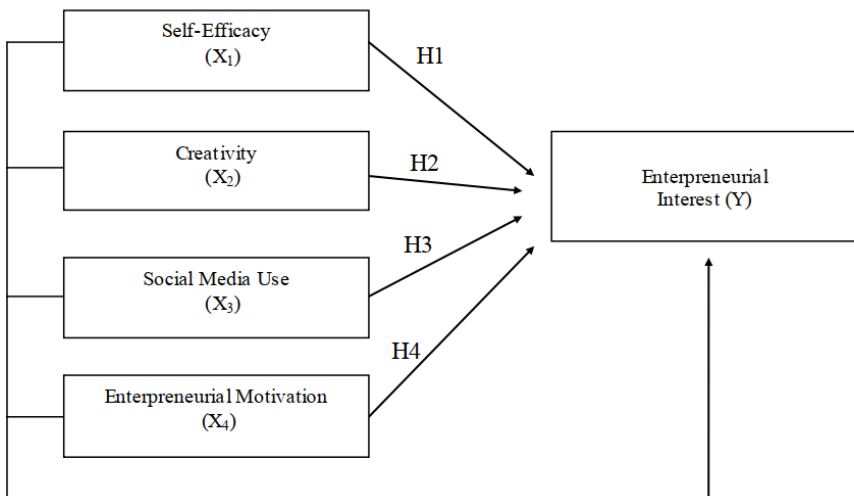 Self-Efficacy
(X₁)
H1
Creativity
(X₂)
H2
Enterpreneurial
Interest (Y)
Social Media Use
(X₃)
H3
Enterpreneurial Motivation
(X₄)
H4